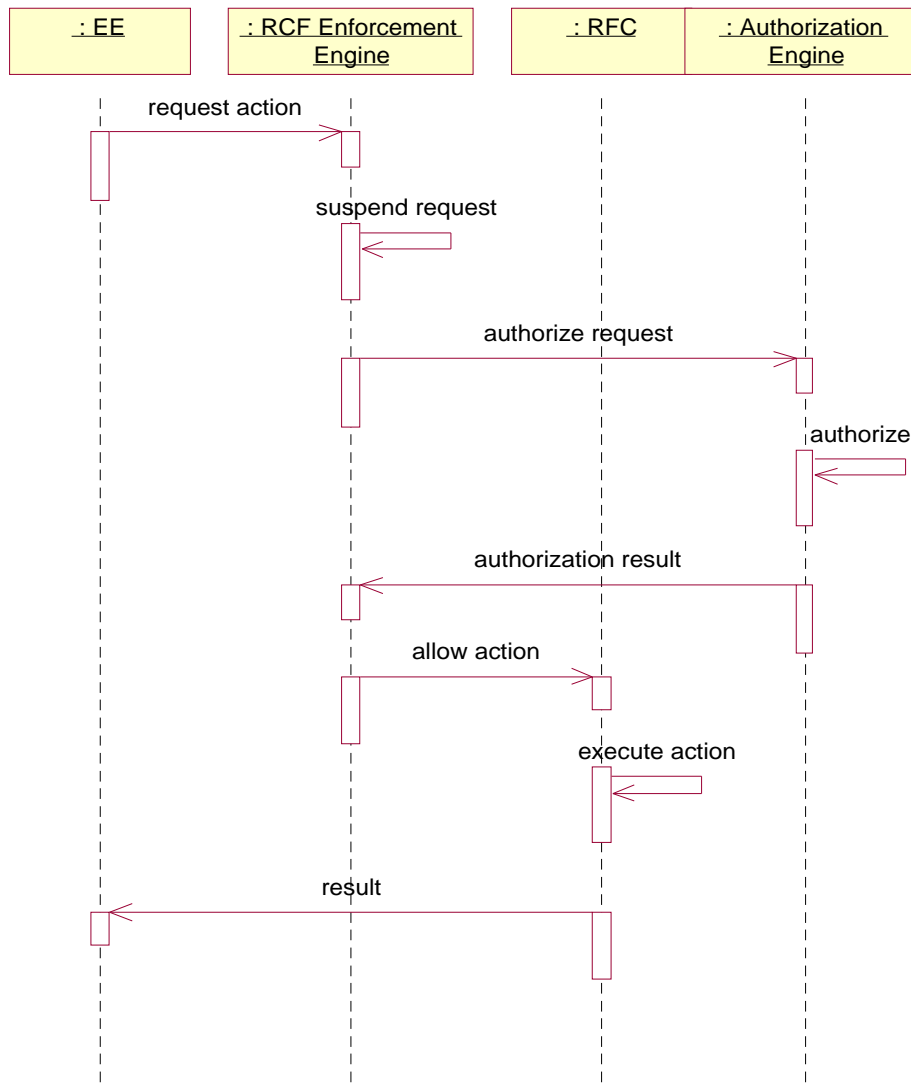 : EE
: RCF Enforcement
Engine
: RFC
: Authorization
Engine
request action
suspend request
authorize request
authorize
authorization result
allow action
execute action
result